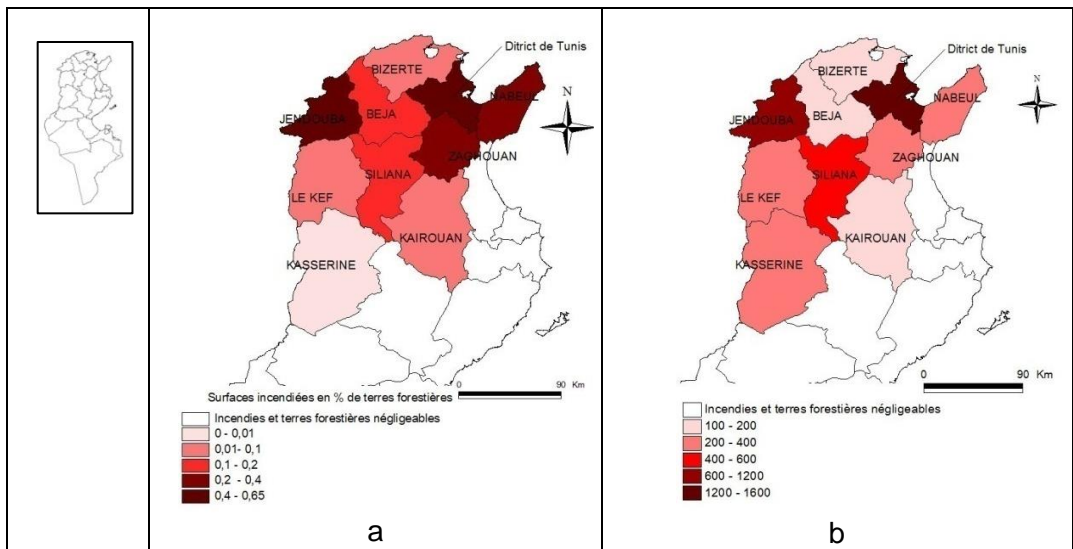 Ditrict de Tunis
BIZERTE
NABEUL
BEJA
JENDOUBA
N
ZAGHOUAN
SILIANA
LE KEF
KAIROUAN
KASSERINE
0 90 Km
Surfaces incendiées en % de terres forestières
Incendies et terres forestières négligeables
0 - 0,01
0,01- 0,1
0,1 - 0,2
0,2 - 0,4
0,4 - 0,65
a
Ditrict de Tunis
BIZERTE
N
NABEUL
BEJA
JENDOUBA
ZAGHOUAN
SILIANA
LE KEF
KAIROUAN
KASSERINE
0 90 Km
Incendies et terres forestières négligeables
100 - 200
200 - 400
400 - 600
600 - 1200
1200 - 1600
b